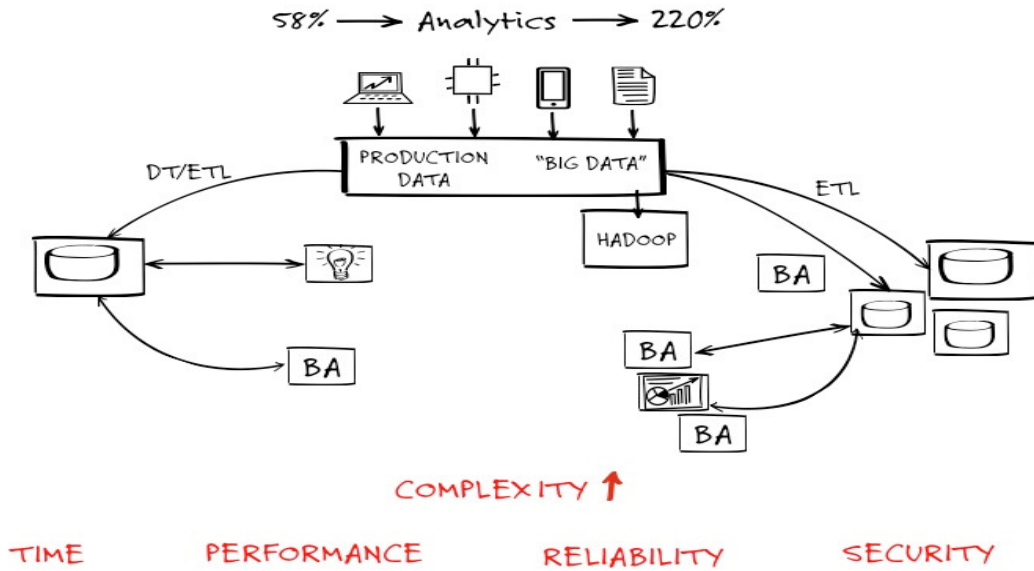 58% → Analytics → 220%
PRODUCTION DATA
"BIG DATA"
DT/ETL
ETL
HADOOP
BA
BA
BA
BA
COMPLEXITY ↑
TIME PERFORMANCE RELIABILITY SECURITY